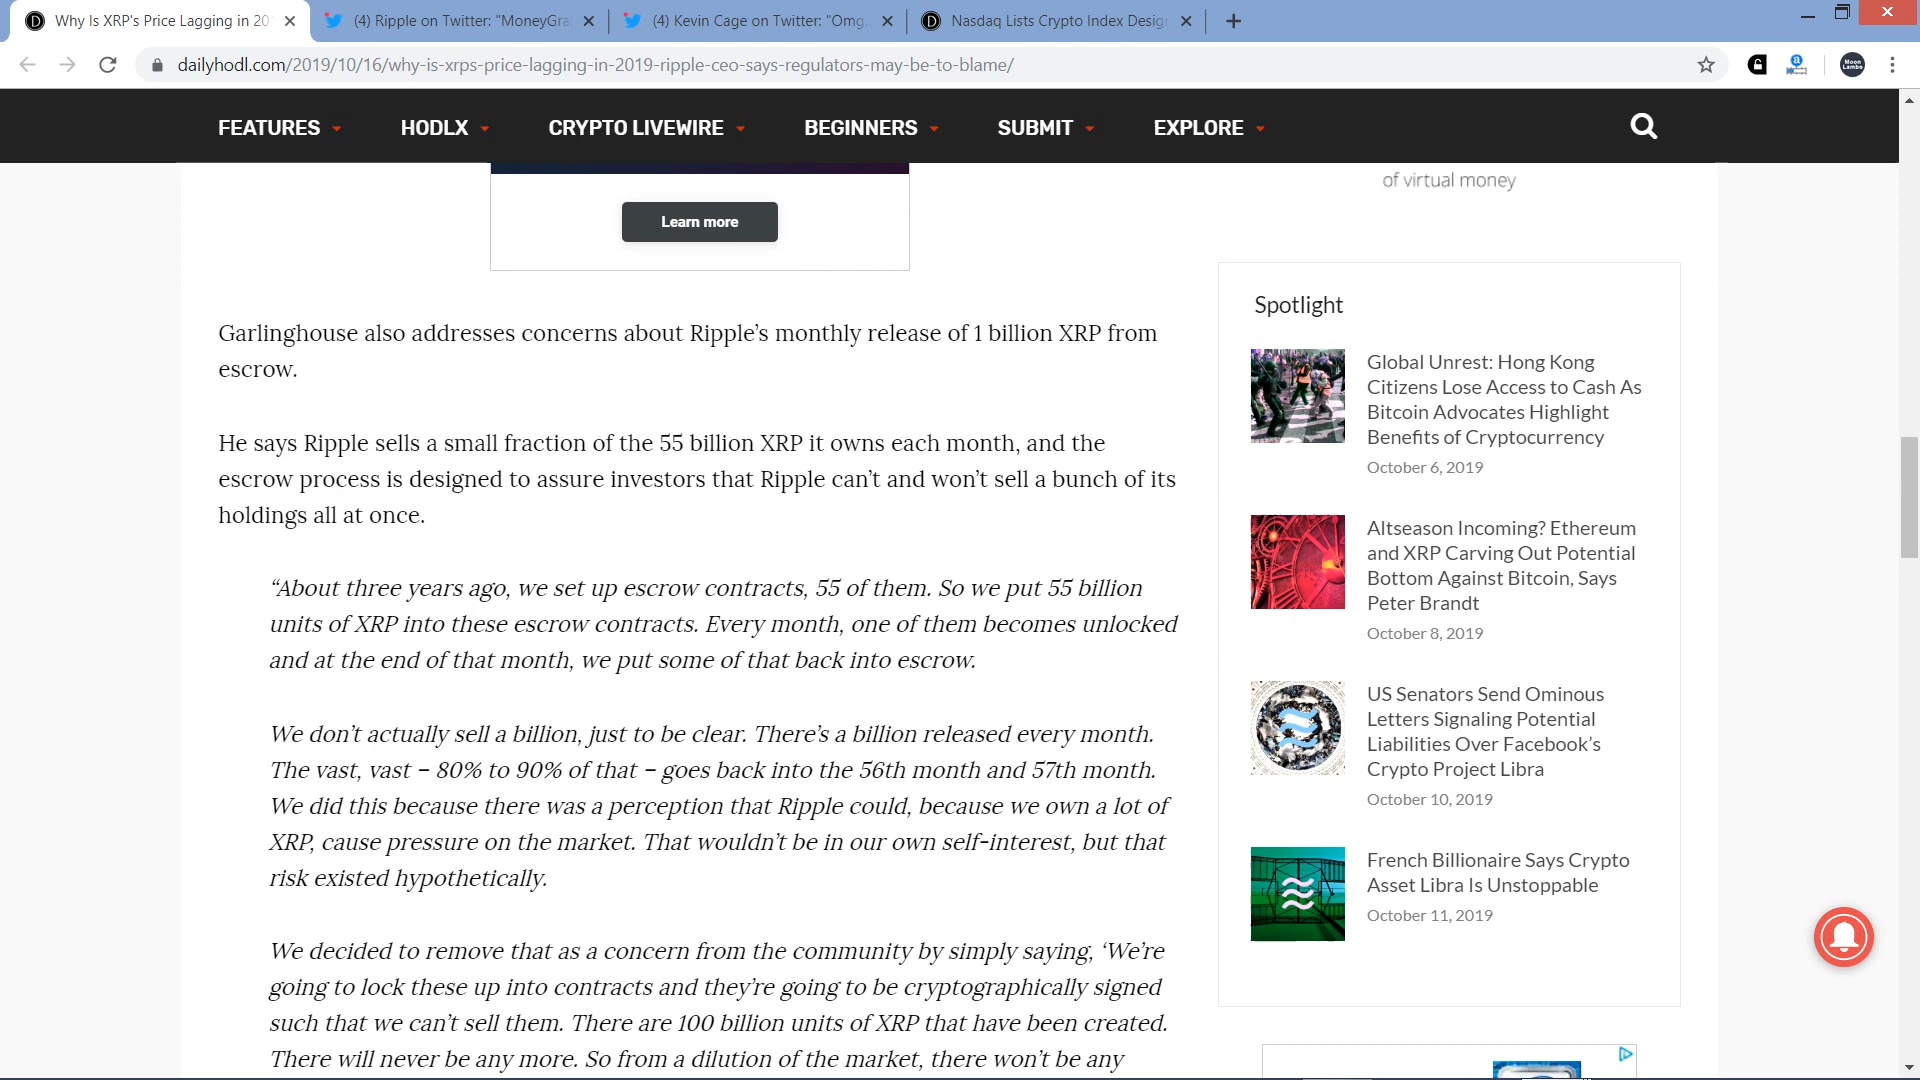 Why Is XRP's Price Lagging in 20
(4) Ripple on Twitter: "MoneyGra
(4) Kevin Cage on Twitter: "Omg,
Nasdaq Lists Crypto Index Desig
dailyhodl.com/2019/10/16/why-is-xrps-price-lagging-in-2019-ripple-ceo-says-regulators-may-be-to-blame/
Moon
Lambo
FEATURES
HODLX
CRYPTO LIVEWIRE
BEGINNERS
SUBMIT
EXPLORE
of virtual money
Learn more
Garlinghouse also addresses concerns about Ripple’s monthly release of 1 billion XRP from
escrow.
He says Ripple sells a small fraction of the 55 billion XRP it owns each month, and the
escrow process is designed to assure investors that Ripple can’t and won’t sell a bunch of its
holdings all at once.
“About three years ago, we set up escrow contracts, 55 of them. So we put 55 billion
units of XRP into these escrow contracts. Every month, one of them becomes unlocked
and at the end of that month, we put some of that back into escrow.
We don’t actually sell a billion, just to be clear. There’s a billion released every month.
The vast, vast – 80% to 90% of that – goes back into the 56th month and 57th month.
We did this because there was a perception that Ripple could, because we own a lot of
XRP, cause pressure on the market. That wouldn’t be in our own self-interest, but that
risk existed hypothetically.
We decided to remove that as a concern from the community by simply saying, ‘We’re
going to lock these up into contracts and they’re going to be cryptographically signed
such that we can’t sell them. There are 100 billion units of XRP that have been created.
There will never be any more. So from a dilution of the market, there won’t be any
Spotlight
Global Unrest: Hong Kong
Citizens Lose Access to Cash As
Bitcoin Advocates Highlight
Benefits of Cryptocurrency
October 6, 2019
Altseason Incoming? Ethereum
and XRP Carving Out Potential
Bottom Against Bitcoin, Says
Peter Brandt
October 8, 2019
US Senators Send Ominous
Letters Signaling Potential
Liabilities Over Facebook’s
Crypto Project Libra
October 10, 2019
French Billionaire Says Crypto
Asset Libra Is Unstoppable
October 11, 2019